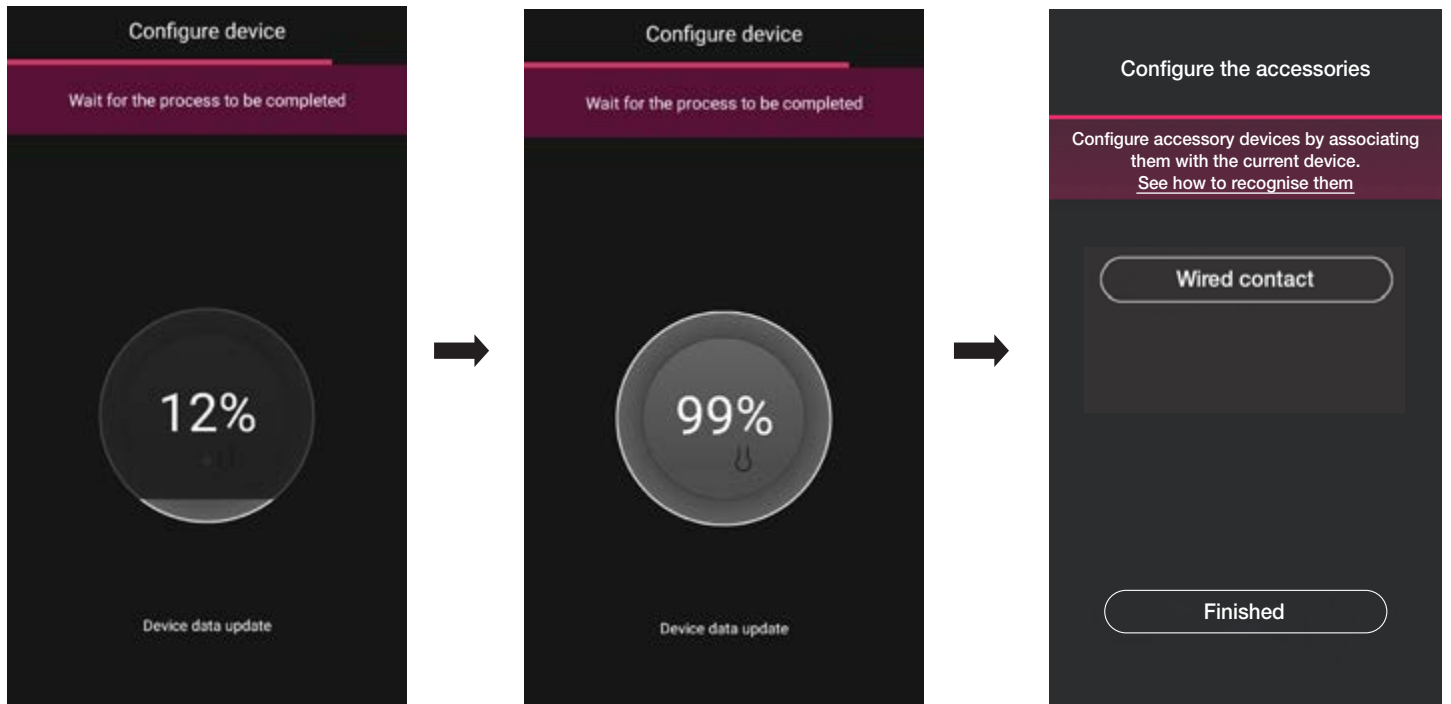 Configure device
Wait for the process to be completed
12%
Device data update
Configure device
Wait for the process to be completed
99%
Device data update
Configure the accessories
Configure accessory devices by associating
them with the current device.
See how to recognise them
Wired contact
Finished